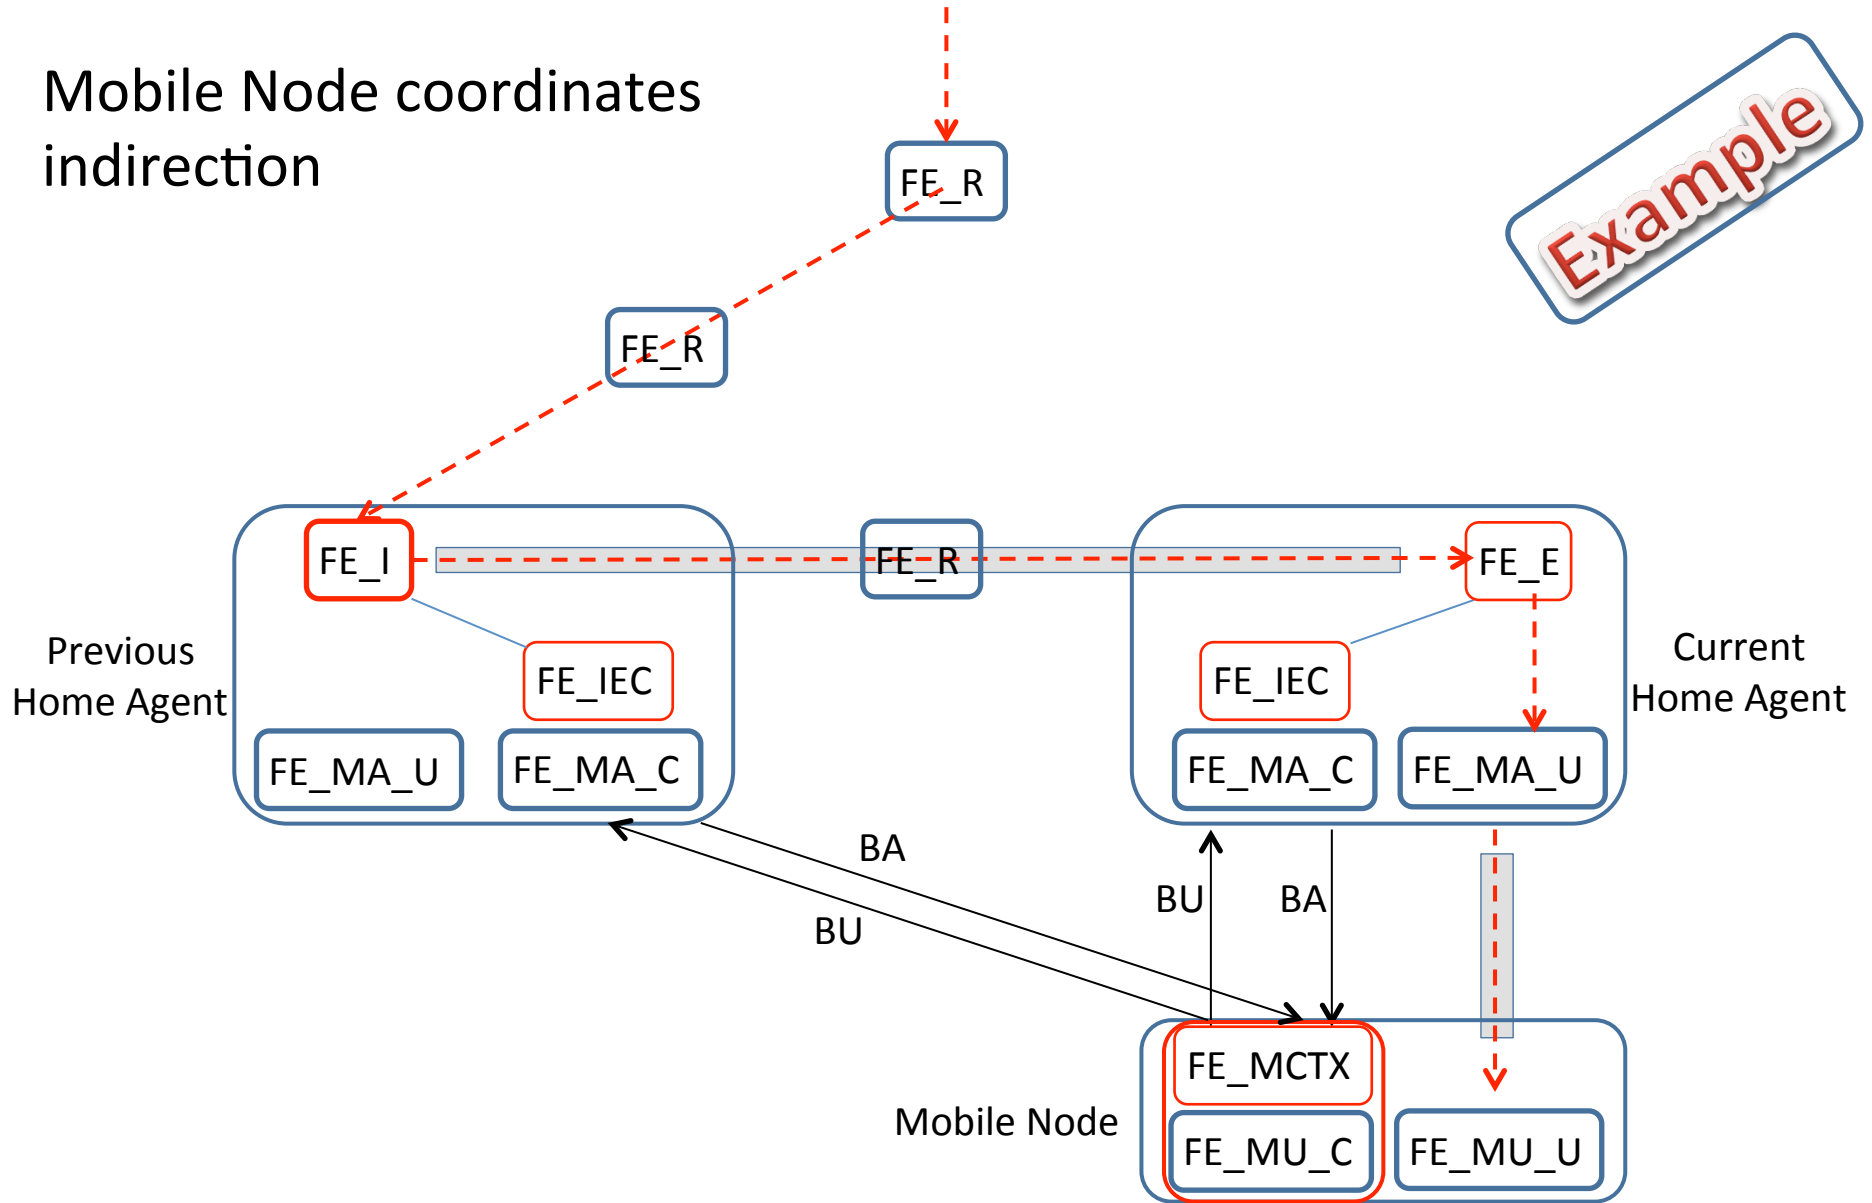 Mobile Node coordinates
indirection
Example
FE_R
FE_R
FE_I
FE_R
FE_E
Previous
Home Agent
FE_IEC
FE_IEC
Current
Home Agent
FE_MA_U
FE_MA_C
FE_MA_C
FE_MA_U
BA
BU
BU
BA
FE_MCTX
Mobile Node
FE_MU_C
FE_MU_U